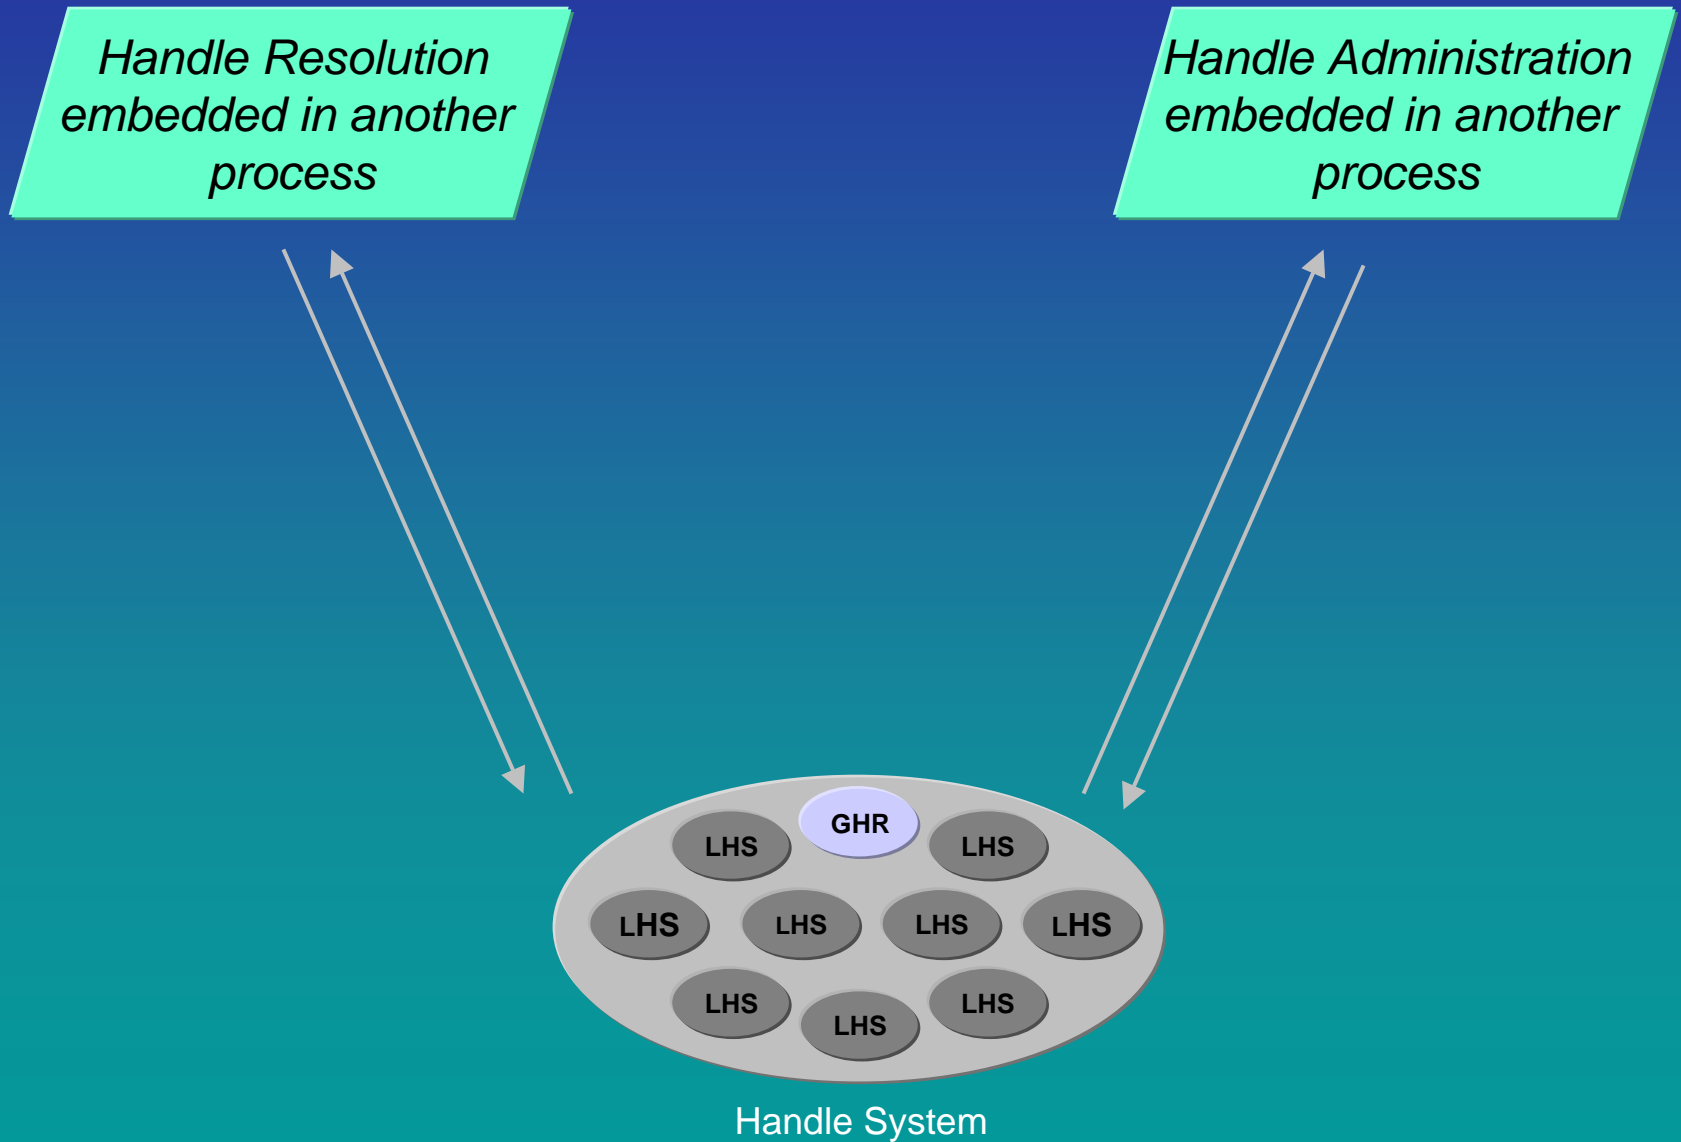 Handle Resolution
embedded in another
process
Handle Administration
embedded in another
process
GHR
LHS
LHS
LHS
LHS
LHS
LHS
LHS
LHS
LHS
Handle System